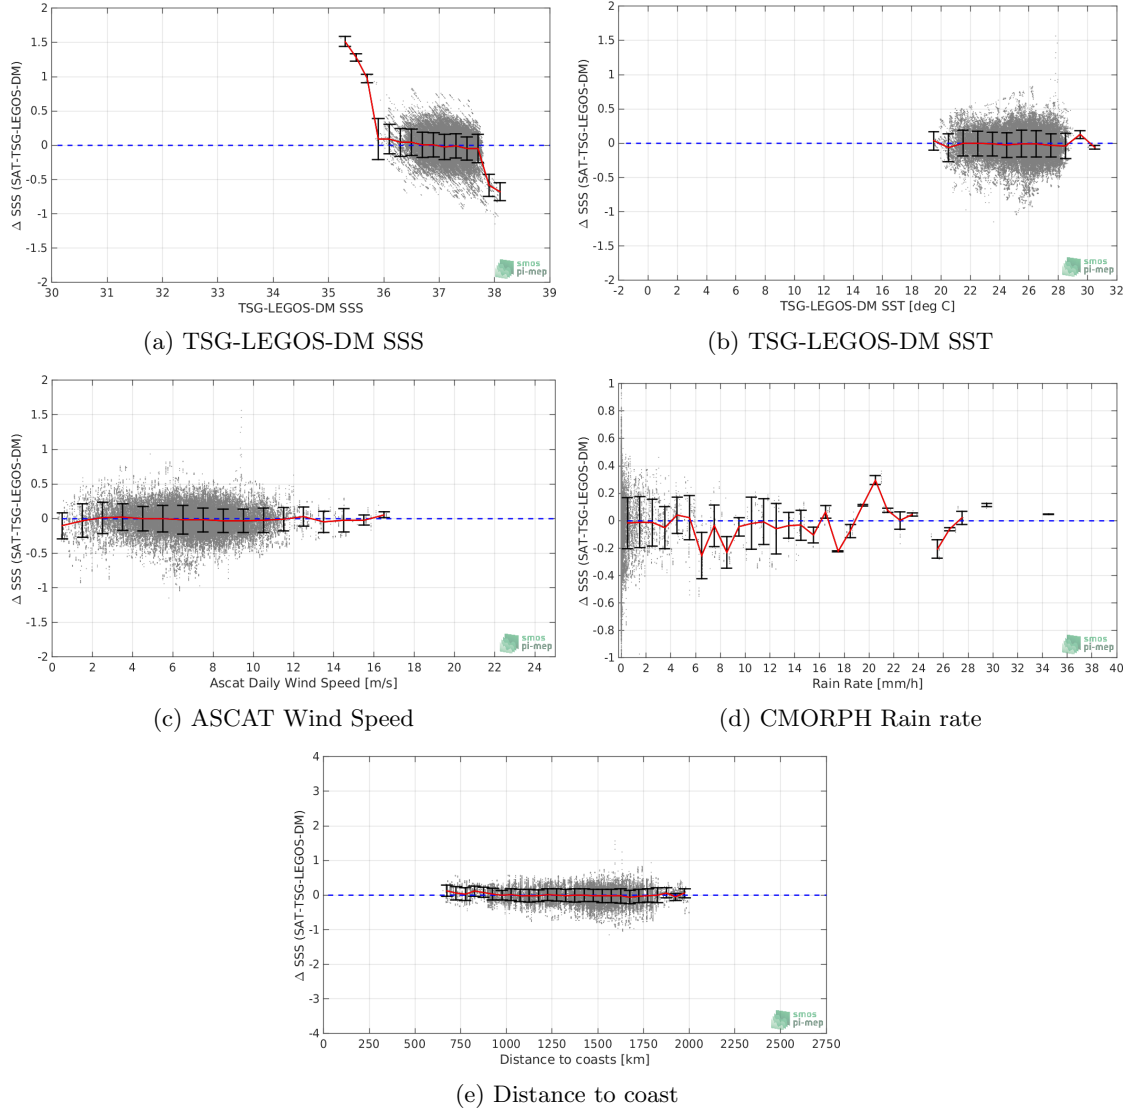 2
1.5
1
0.5
0
-0.5
-1
-1.5
-2
Δ SSS (SAT-TSG-LEGOS-DM)
30 31 32 33 34 35 36 37 38 39
TSG-LEGOS-DM SSS
smos
pi-mep
(a) TSG-LEGOS-DM SSS
2
1.5
1
0.5
0
-0.5
-1
-1.5
-2
Δ SSS (SAT-TSG-LEGOS-DM)
-2 0 2 4 6 8 10 12 14 16 18 20 22 24 26 28 30 32
TSG-LEGOS-DM SST [deg C]
smos
pi-mep
(b) TSG-LEGOS-DM SST
2
1.5
1
0.5
0
-0.5
-1
-1.5
-2
Δ SSS (SAT-TSG-LEGOS-DM)
0 2 4 6 8 10 12 14 16 18 20 22 24
Ascat Daily Wind Speed [m/s]
smos
pi-mep
(c) ASCAT Wind Speed
1
0.8
0.6
0.4
0.2
0
-0.2
-0.4
-0.6
-0.8
-1
Δ SSS (SAT-TSG-LEGOS-DM)
0 2 4 6 8 10 12 14 16 18 20 22 24 26 28 30 32 34 36 38 40
Rain Rate [mm/h]
smos
pi-mep
(d) CMORPH Rain rate
4
3
2
1
0
-1
-2
-3
-4
Δ SSS (SAT-TSG-LEGOS-DM)
0 250 500 750 1000 1250 1500 1750 2000 2250 2500 2750
Distance to coasts [km]
smos
pi-mep
(e) Distance to coast